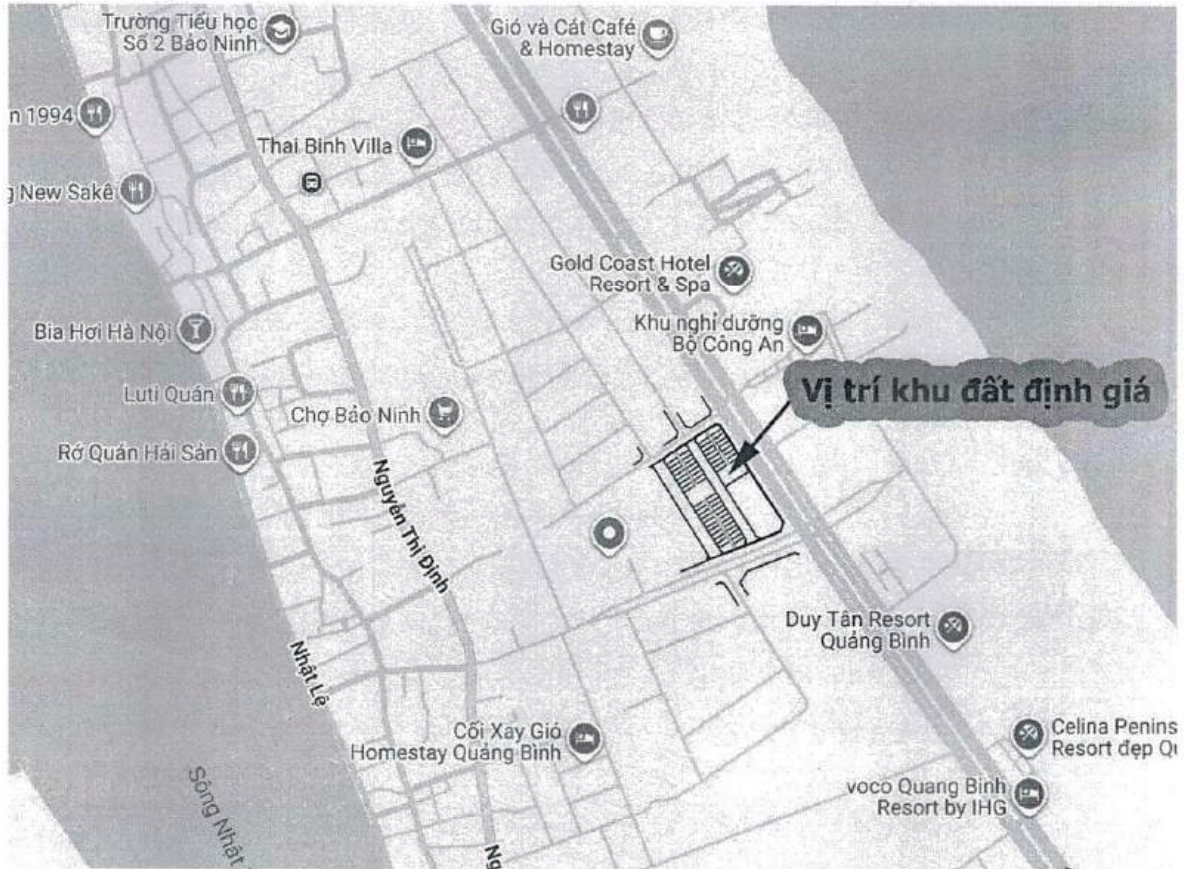 Trường Tiểu học
Số 2 Bảo Ninh
Gió và Cát Café
& Homestay
n 1994
Thai Binh Villa
g New Sakê
Gold Coast Hotel
Resort & Spa
Khu nghỉ dưỡng
Bộ Công An
Bia Hơi Hà Nội
Vị trí khu đất định giá
Luti Quán
Chợ Bảo Ninh
Rớ Quán Hải Sản
Nguyễn Thị Định
Duy Tân Resort
Quảng Bình
Nhật Lệ
Cối Xay Gió
Homestay Quảng Bình
Celina Penins
Resort đẹp Qu
voco Quang Binh
Resort by IHG
Sông Nhật
Ng